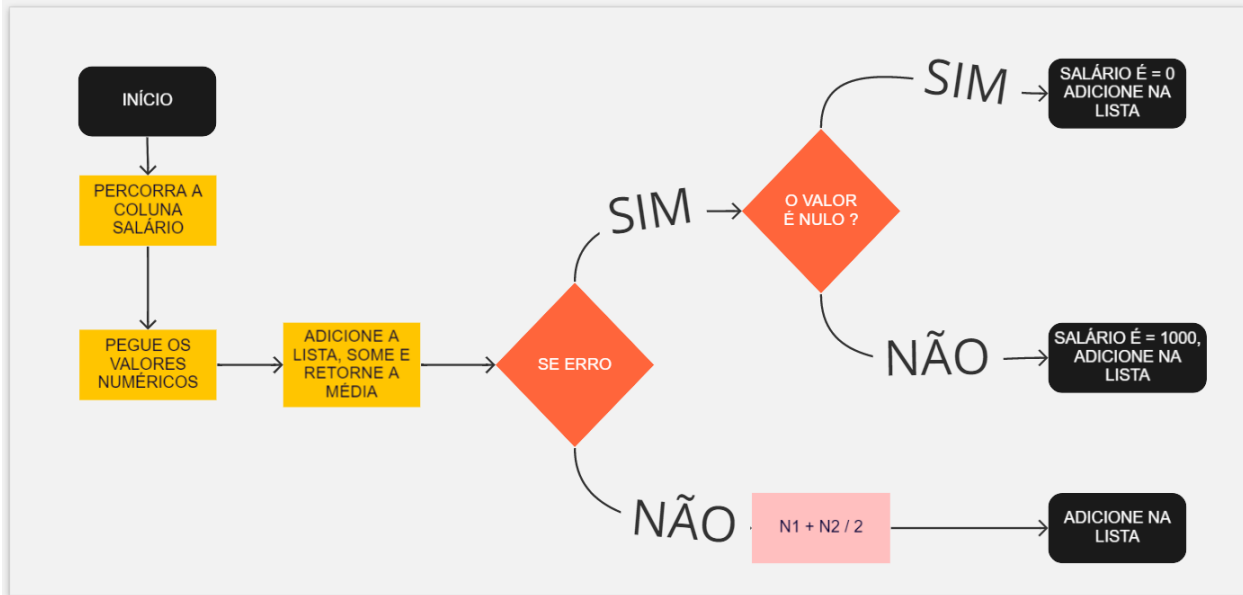 INÍCIO
PERCORRA A
COLUNA
SALÁRIO
PEGUE OS
VALORES
NUMÉRICOS
ADICIONE A
LISTA, SOME E
RETORNE A
MÉDIA
SE ERRO
SIM
O VALOR
É NULO ?
SIM
SALÁRIO É = 0
ADICIONE NA
LISTA
NÃO
SALÁRIO É = 1000,
ADICIONE NA
LISTA
NÃO
N1 + N2 / 2
ADICIONE NA
LISTA